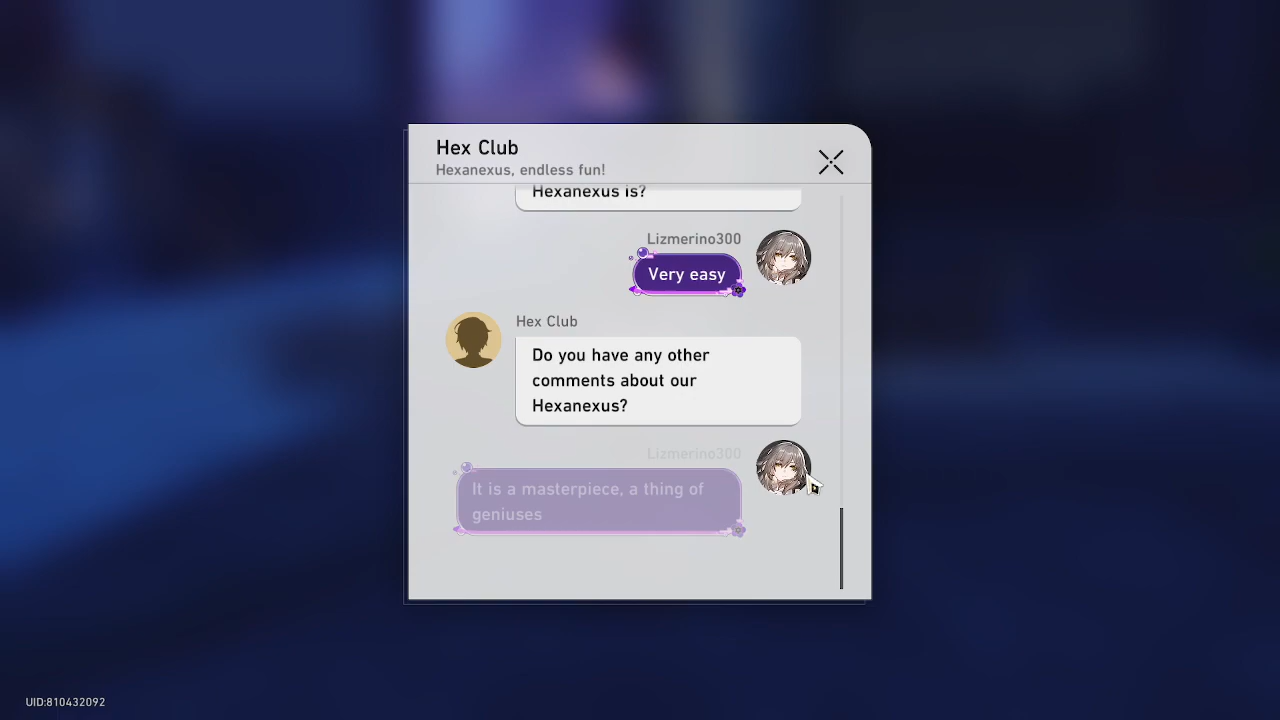 Hex Club
Hexanexus, endless fun!
Hexanexus is?
Lizmerino300
Very easy
Hex Club
Do you have any other
comments about our
Hexanexus?
Lizmerino300
It is a masterpiece, a thing of
geniuses
UID:810432092